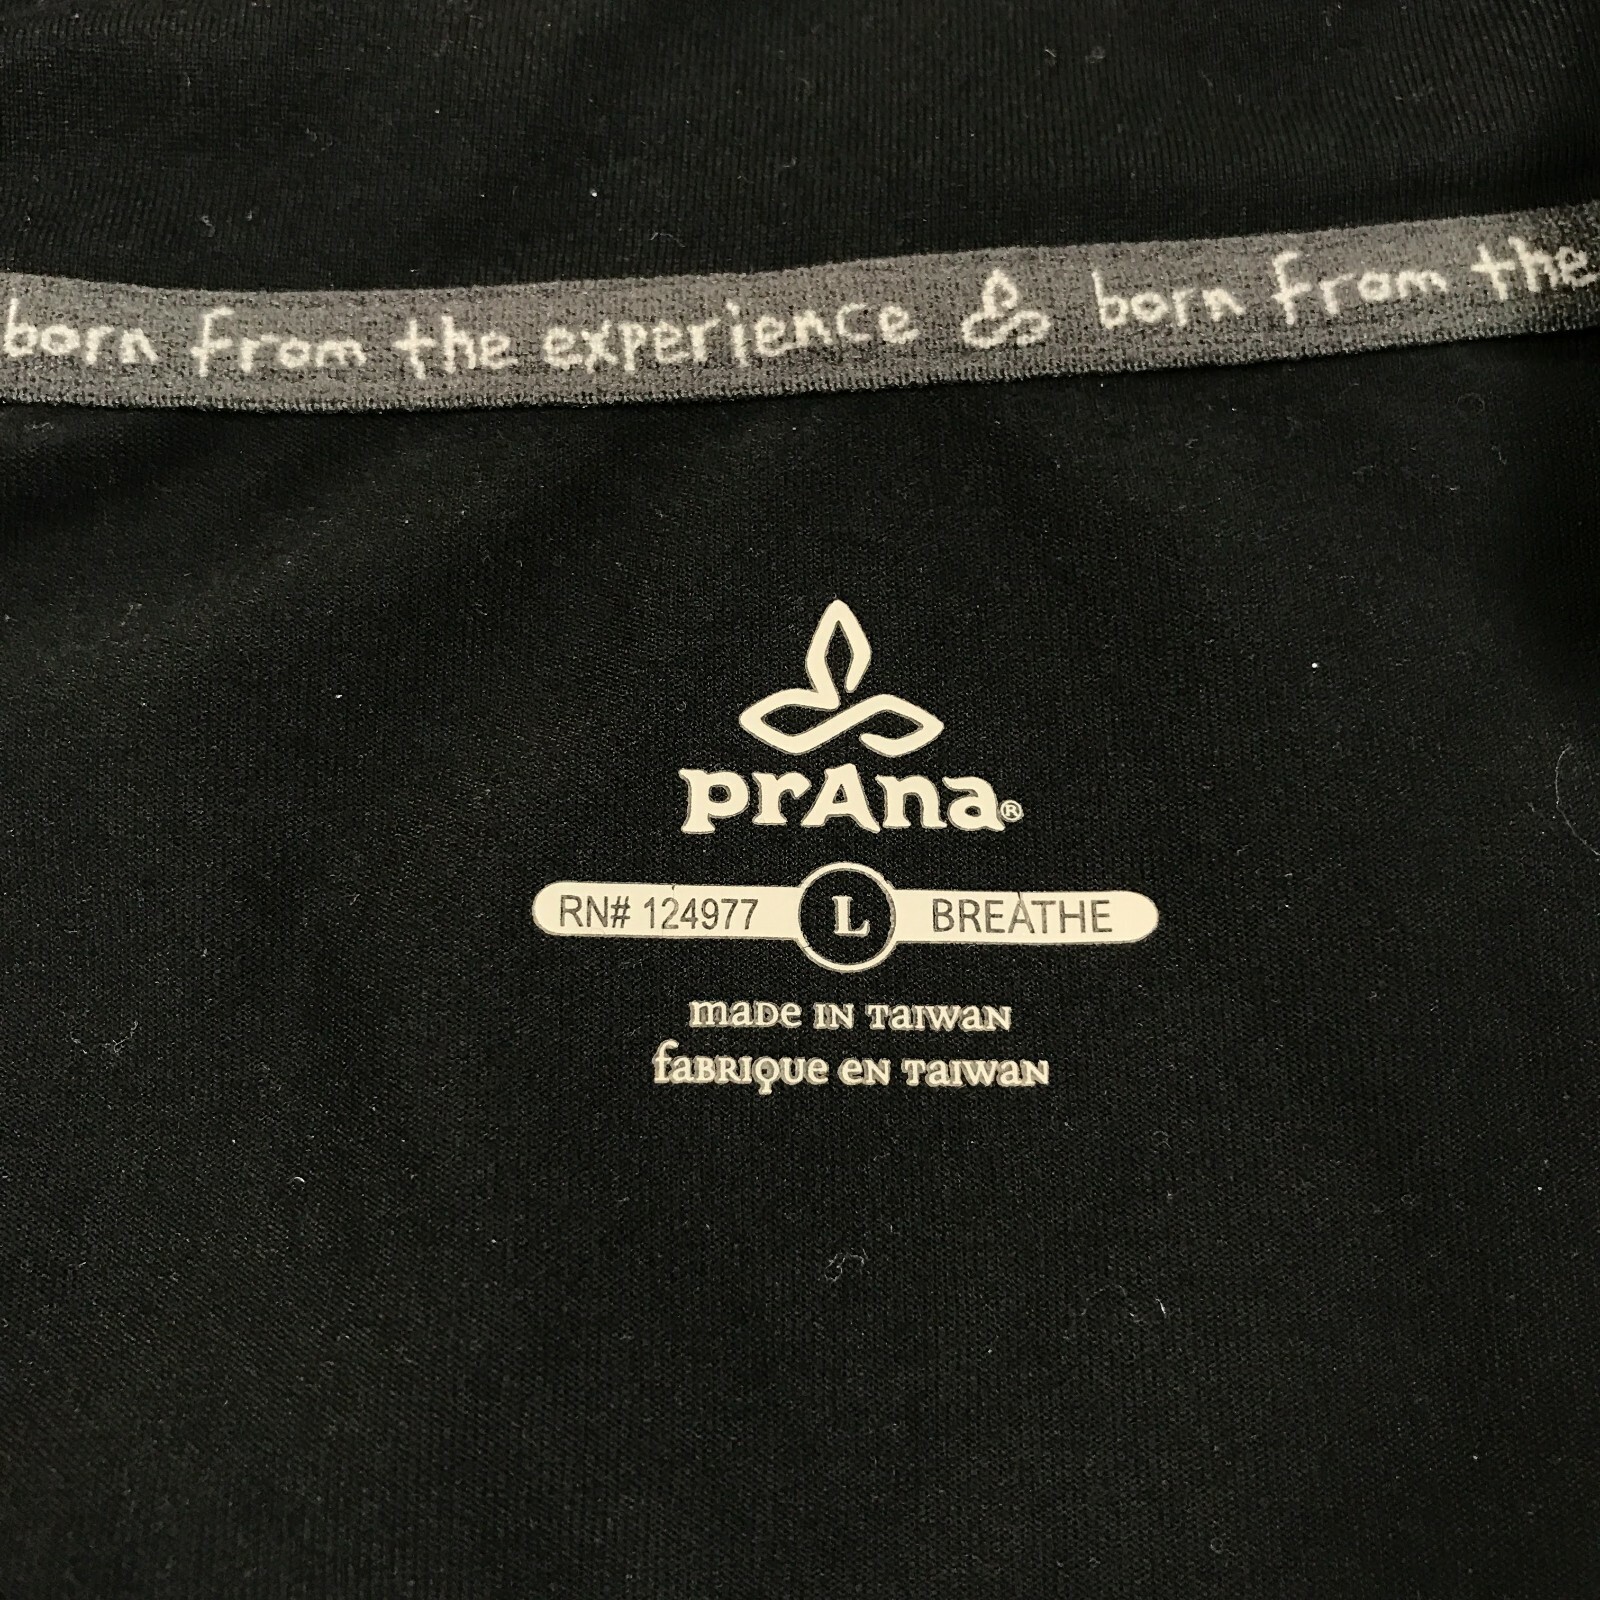 born from the experience born from the
prAna®
RN# 124977 L BREATHE
made in Taiwan
fabrique en Taiwan